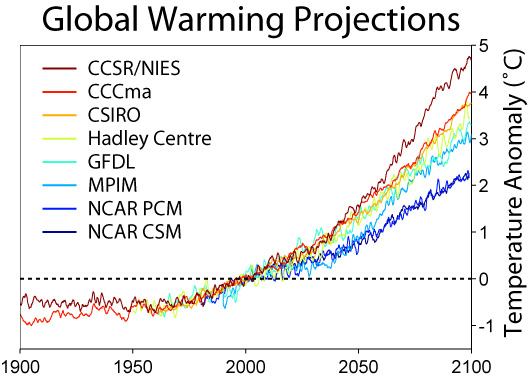 Global Warming Projections
CCSR/NIES
CCCma
CSIRO
Hadley Centre
GFDL
MPIM
NCAR PCM
NCAR CSM
5
4
3
2
1
0
-1
Temperature Anomaly (˚C)
1900 1950 2000 2050 2100